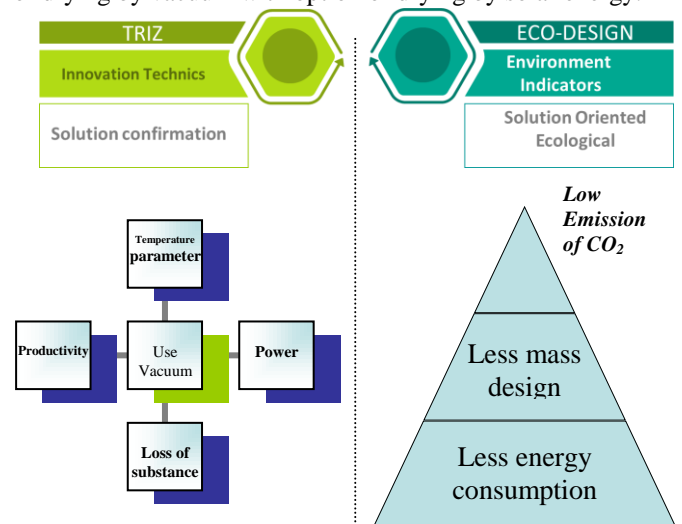 TRIZ
Innovation Technics
Solution confirmation
ECO-DESIGN
Environment
Indicators
Solution Oriented
Ecological
Temperature
parameter
Productivity
Use
Vacuum
Power
Loss of
substance
Low
Emission
of CO₂
Less mass
design
Less energy
consumption